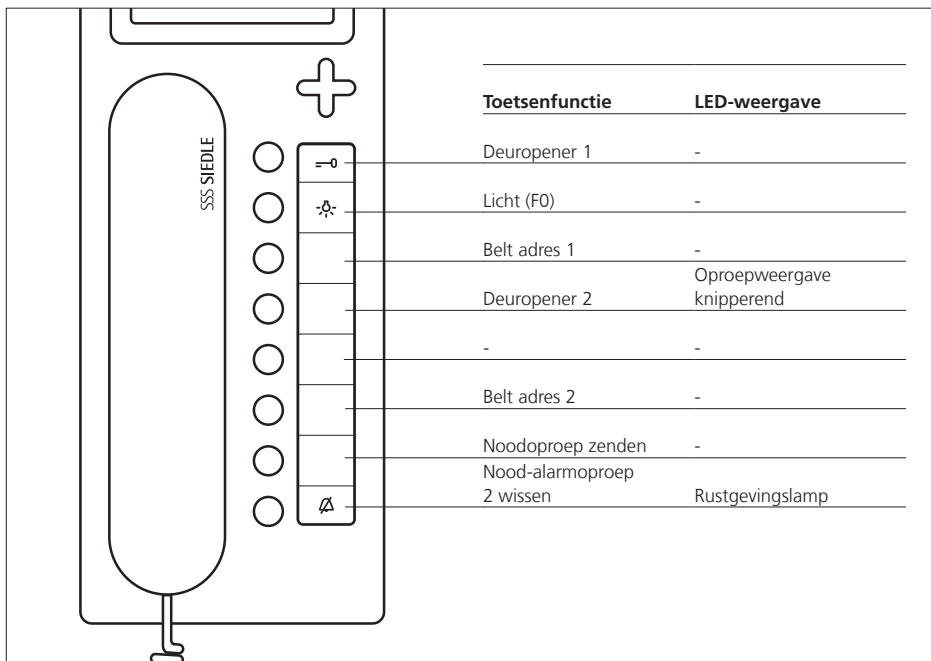 SSS SIEDLE
Toetsenfunctie LED-weergave
Deuropener 1 -
Licht (F0) -
Belt adres 1 -
Deuropener 2 Oproepweergave
knipperend
- -
Belt adres 2 -
Noodoproep zenden -
Nood-alarmoproep
2 wissen Rustgevingslamp